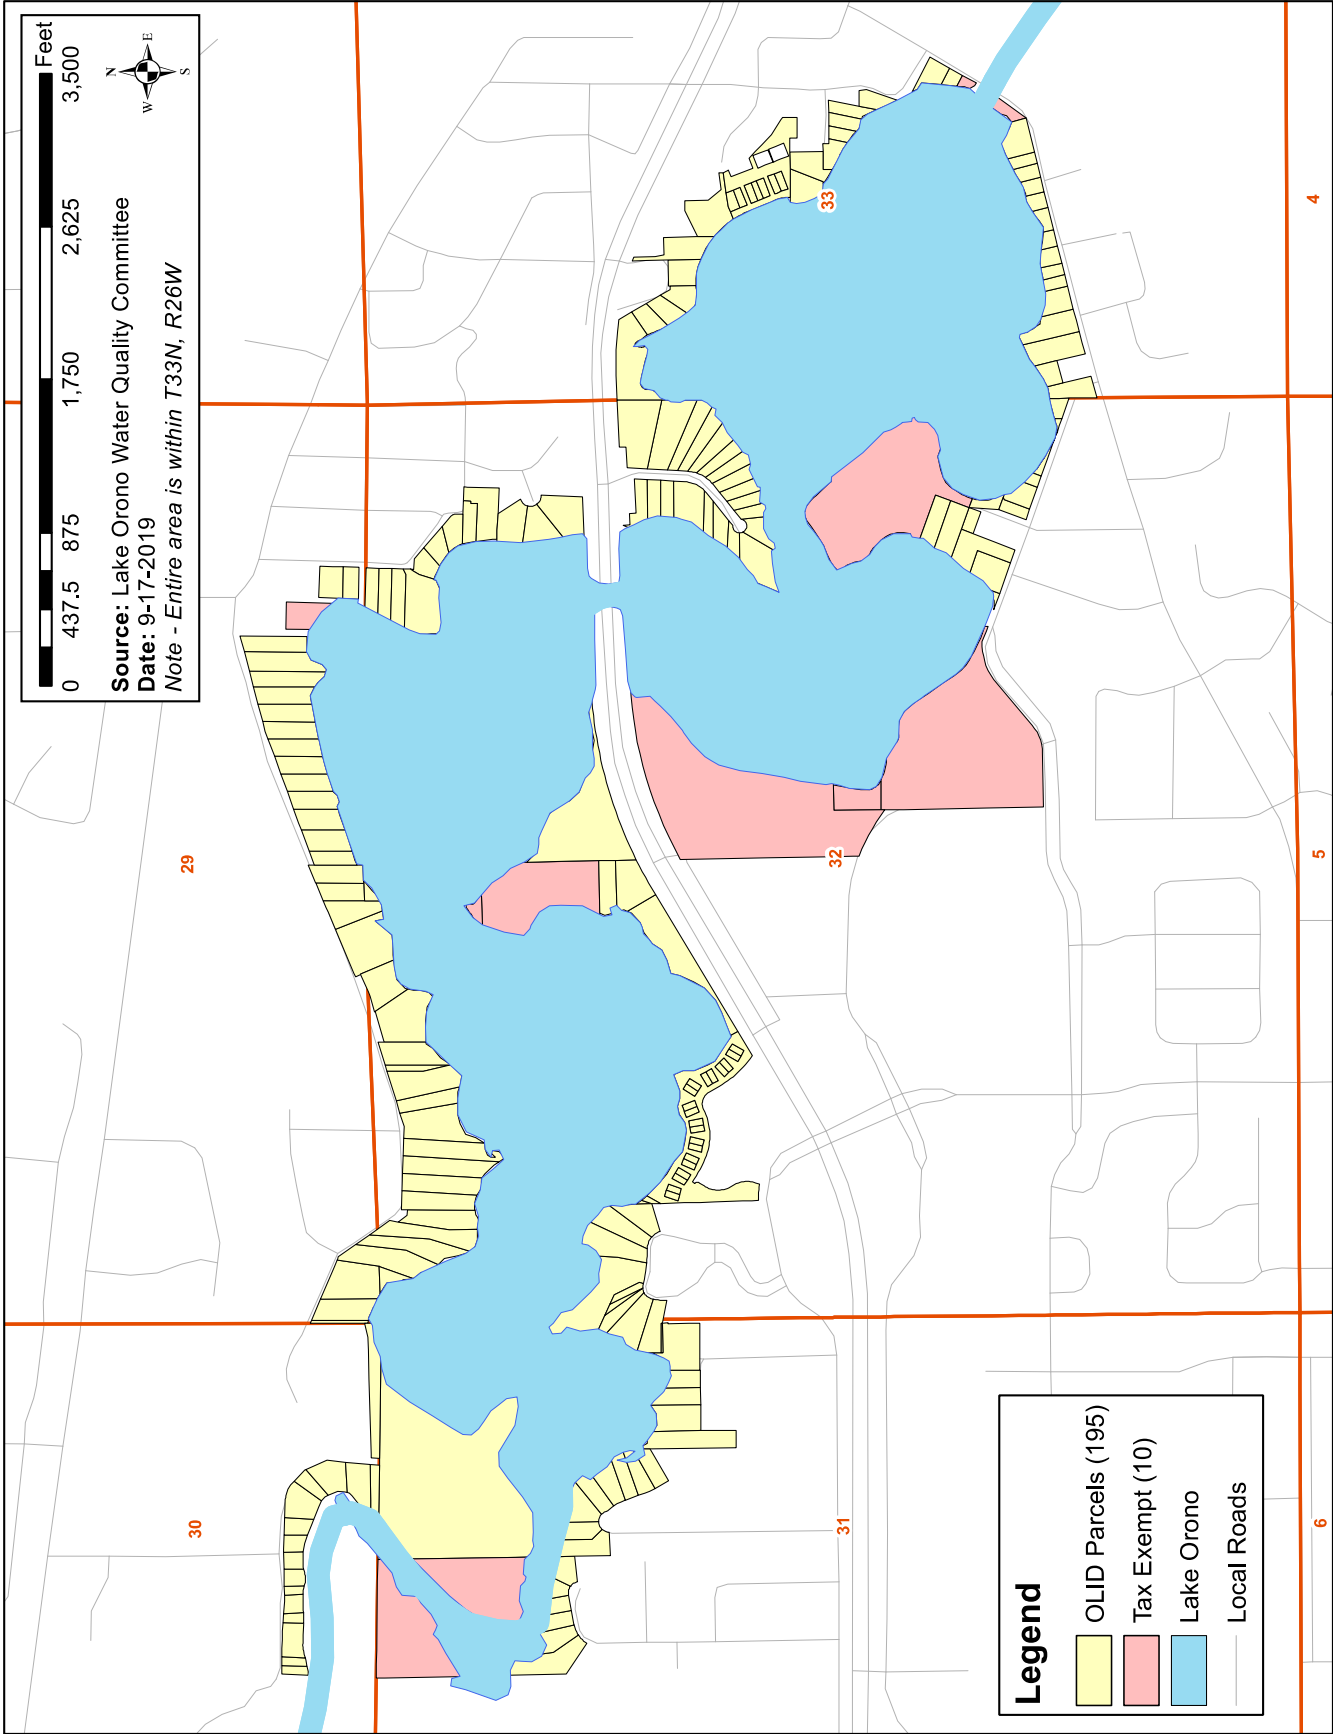 0 437.5 875 1,750 2,625 3,500
Feet
Source: Lake Orono Water Quality Committee
Date: 9-17-2019
Note - Entire area is within T33N, R26W
N
W E
S
30
29
31
32
33
6
5
4
Legend
OLID Parcels (195)
Tax Exempt (10)
Lake Orono
Local Roads